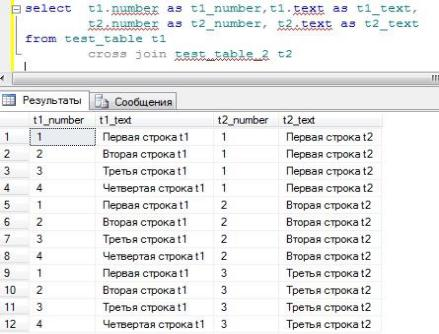 select t1.number as t1_number,t1.text as t1_text,
t2.number as t2_number, t2.text as t2_text
from test_table t1
cross join test_table_2 t2
Результаты Сообщения
t1_number t1_text t2_number t2_text
1 1 Первая строка t1 1 Первая строка t2
2 2 Вторая строка t1 1 Первая строка t2
3 3 Третья строка t1 1 Первая строка t2
4 4 Четвертая строка t1 1 Первая строка t2
5 1 Первая строка t1 2 Вторая строка t2
6 2 Вторая строка t1 2 Вторая строка t2
7 3 Третья строка t1 2 Вторая строка t2
8 4 Четвертая строка t1 2 Вторая строка t2
9 1 Первая строка t1 3 Третья строка t2
10 2 Вторая строка t1 3 Третья строка t2
11 3 Третья строка t1 3 Третья строка t2
12 4 Четвертая строка t1 3 Третья строка t2